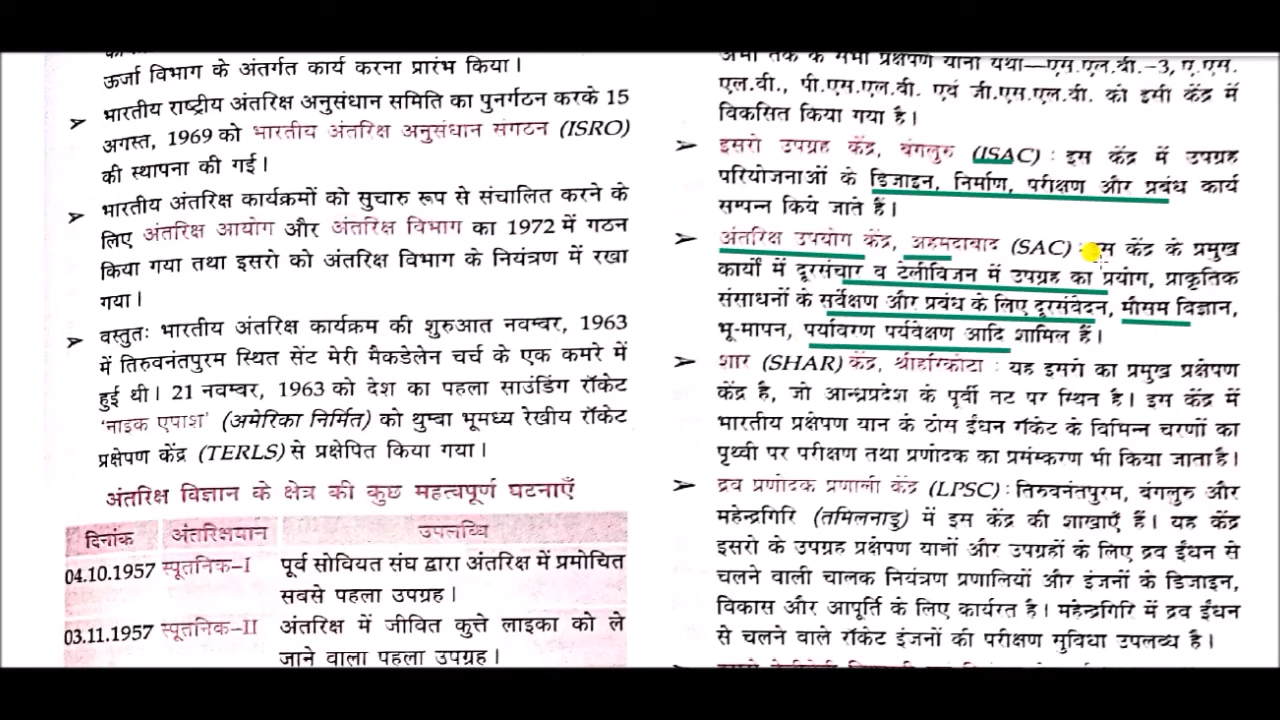 ऊर्जा विभाग के अंतर्गत कार्य करना प्रारंभ किया।
➤ भारतीय राष्ट्रीय अंतरिक्ष अनुसंधान समिति का पुनर्गठन करके 15
अगस्त, 1969 को भारतीय अंतरिक्ष अनुसंधान संगठन (ISRO)
की स्थापना की गई।
➤ भारतीय अंतरिक्ष कार्यक्रमों को सुचारु रूप से संचालित करने के
लिए अंतरिक्ष आयोग और अंतरिक्ष विभाग का 1972 में गठन
किया गया तथा इसरो को अंतरिक्ष विभाग के नियंत्रण में रखा
गया।
➤ वस्तुतः भारतीय अंतरिक्ष कार्यक्रम की शुरुआत नवम्बर, 1963
में तिरुवनंतपुरम स्थित सेंट मेरी मैकडेलेन चर्च के एक कमरे में
हुई थी। 21 नवम्बर, 1963 को देश का पहला साउंडिंग रॉकेट
'नाइक एपाश' (अमेरिका निर्मित) को थुम्बा भूमध्य रेखीय रॉकेट
प्रक्षेपण केंद्र (TERLS) से प्रक्षेपित किया गया।
अंतरिक्ष विज्ञान के क्षेत्र की कुछ महत्वपूर्ण घटनाएँ
दिनांक अंतरिक्षयान उपलब्धि
04.10.1957 स्पूतनिक–I पूर्व सोवियत संघ द्वारा अंतरिक्ष में प्रमोचित
सबसे पहला उपग्रह।
03.11.1957 स्पूतनिक–II अंतरिक्ष में जीवित कुत्ते लाइका को ले
जाने वाला पहला उपग्रह।
अभी तक के सभी प्रक्षेपण यानों यथा—एस.एल.वी.–3, ए.एस.
एल.वी., पी.एस.एल.वी. एवं जी.एस.एल.वी. को इसी केंद्र में
विकसित किया गया है।
➤ इसरो उपग्रह केंद्र, बंगलुरु (ISAC) : इस केंद्र में उपग्रह
परियोजनाओं के डिजाइन, निर्माण, परीक्षण और प्रबंध कार्य
सम्पन्न किये जाते हैं।
➤ अंतरिक्ष उपयोग केंद्र, अहमदाबाद (SAC) : इस केंद्र के प्रमुख
कार्यों में दूरसंचार व टेलीविजन में उपग्रह का प्रयोग, प्राकृतिक
संसाधनों के सर्वेक्षण और प्रबंध के लिए दूरसंवेदन, मौसम विज्ञान,
भू-मापन, पर्यावरण पर्यवेक्षण आदि शामिल हैं।
➤ शार (SHAR) केंद्र, श्रीहरिकोटा : यह इसरो का प्रमुख प्रक्षेपण
केंद्र है, जो आन्ध्रप्रदेश के पूर्वी तट पर स्थित है। इस केंद्र में
भारतीय प्रक्षेपण यान के ठोस ईंधन रॉकेट के विभिन्न चरणों का
पृथ्वी पर परीक्षण तथा प्रणोदक का प्रसंस्करण भी किया जाता है।
➤ द्रव प्रणोदक प्रणाली केंद्र (LPSC) : तिरुवनंतपुरम, बंगलुरु और
महेन्द्रगिरि (तमिलनाडु) में इस केंद्र की शाखाएँ हैं। यह केंद्र
इसरो के उपग्रह प्रक्षेपण यानों और उपग्रहों के लिए द्रव ईंधन से
चलने वाली चालक नियंत्रण प्रणालियों और इंजनों के डिजाइन,
विकास और आपूर्ति के लिए कार्यरत है। महेन्द्रगिरि में द्रव ईंधन
से चलने वाले रॉकेट इंजनों की परीक्षण सुविधा उपलब्ध है।